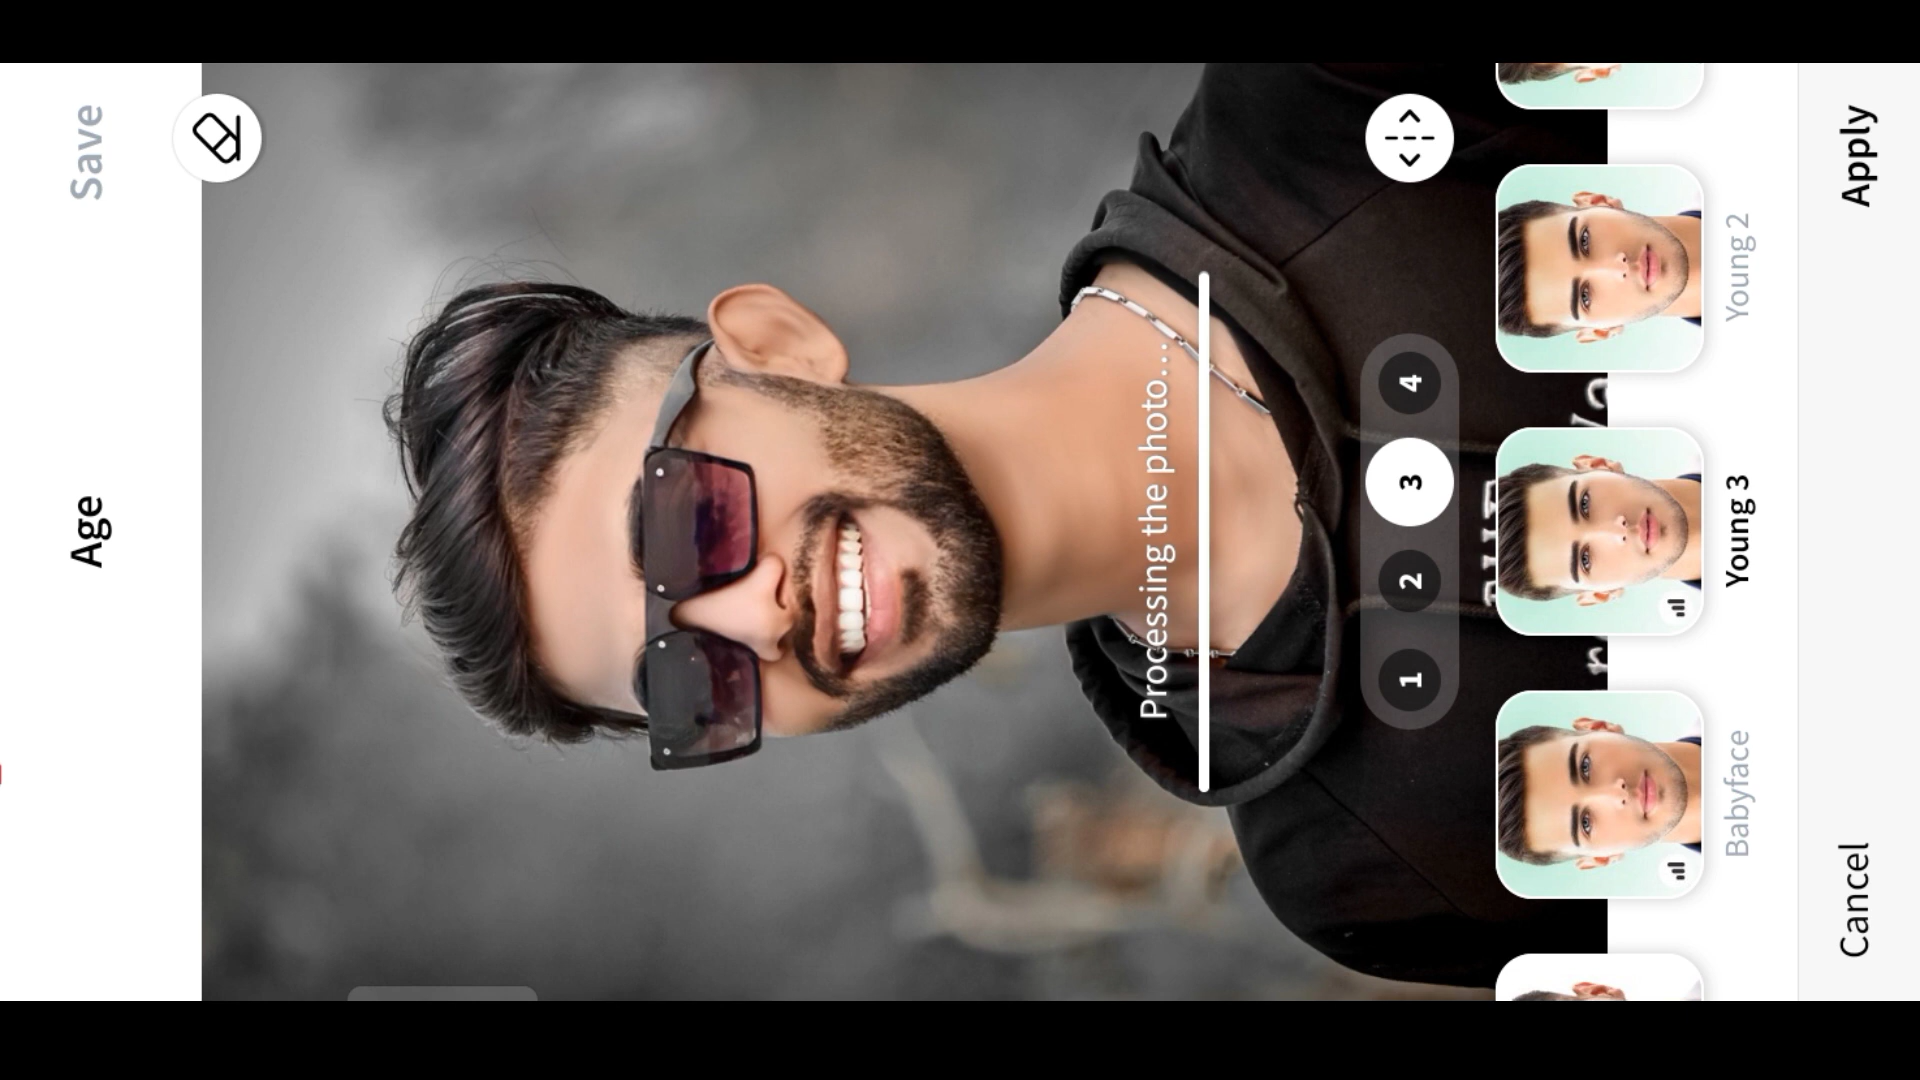 Age
Save
Processing the photo...
1
2
3
4
Babyface
Young 3
Young 2
Cancel
Apply